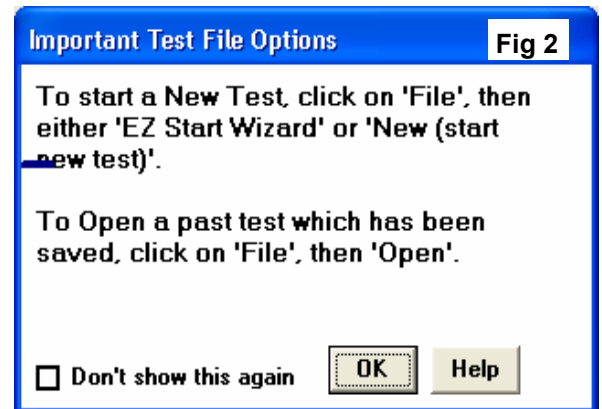 Important Test File Options
Fig 2
To start a New Test, click on 'File', then
either 'EZ Start Wizard' or 'New (start
new test)'.
To Open a past test which has been
saved, click on 'File', then 'Open'.
Don't show this again
OK
Help